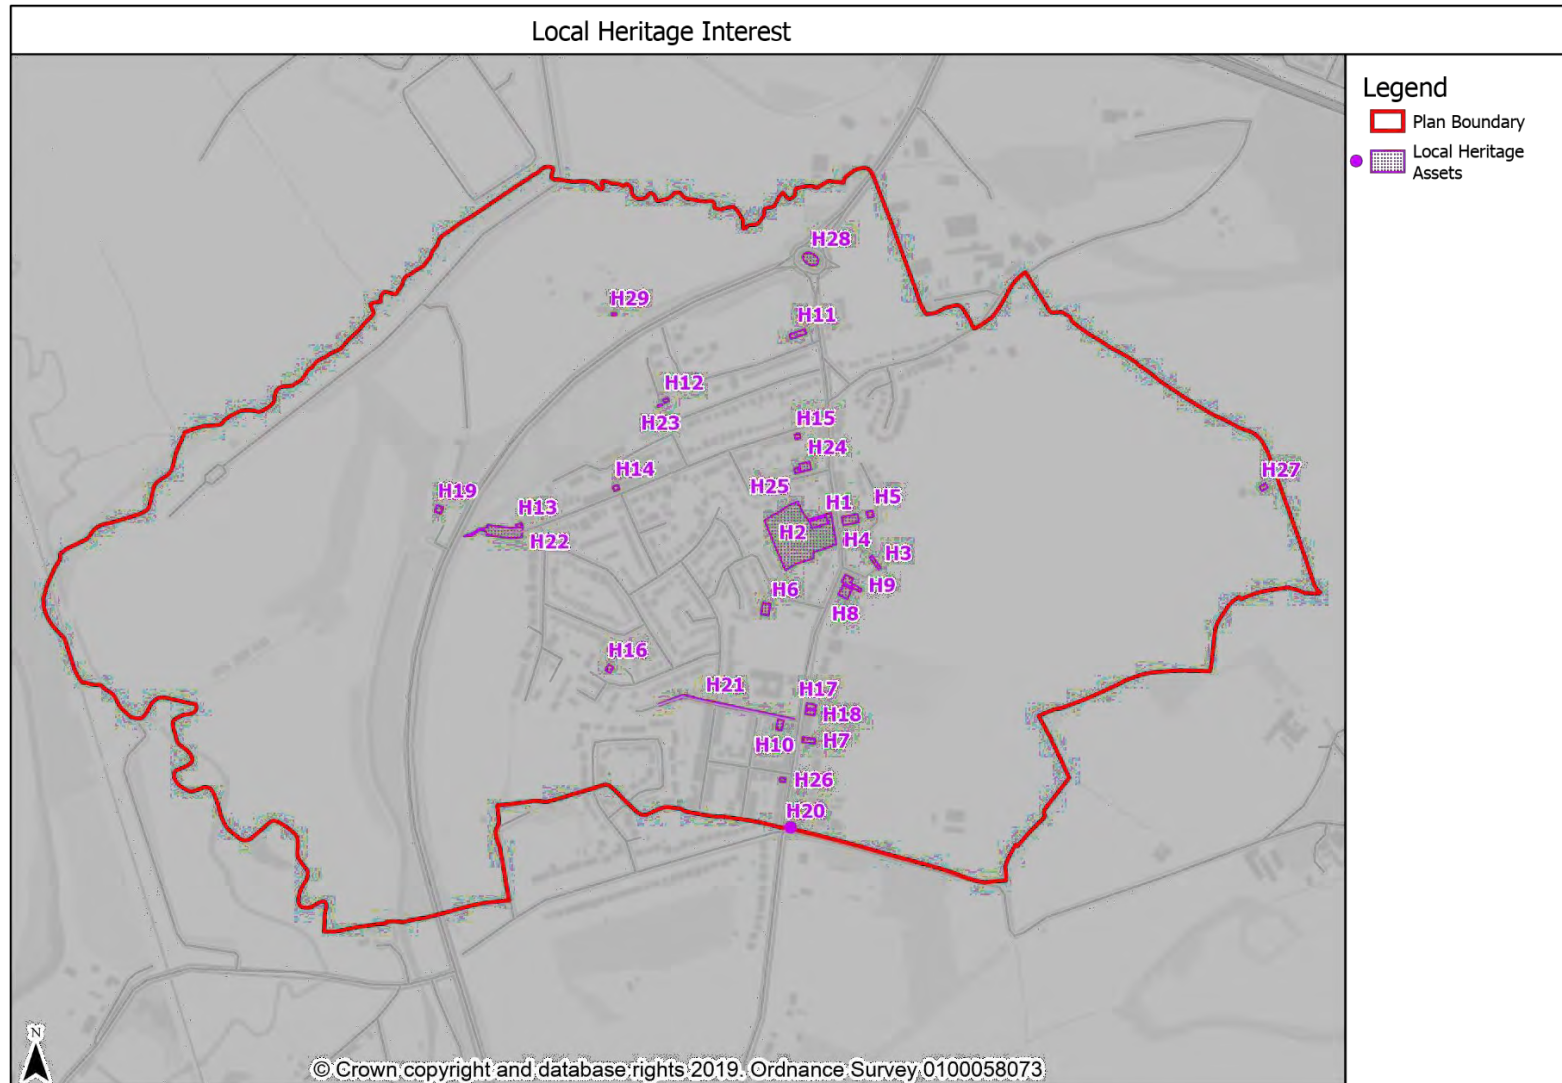 Local Heritage Interest
Legend
Plan Boundary
Local Heritage
Assets
H28
H29
H11
H12
H23
H15
H24
H14
H25
H27
H19
H13
H22
H1
H5
H2
H4
H3
H9
H6
H8
H16
H21
H17
H18
H10
H7
H26
H20
N
© Crown copyright and database rights 2019. Ordnance Survey 0100058073